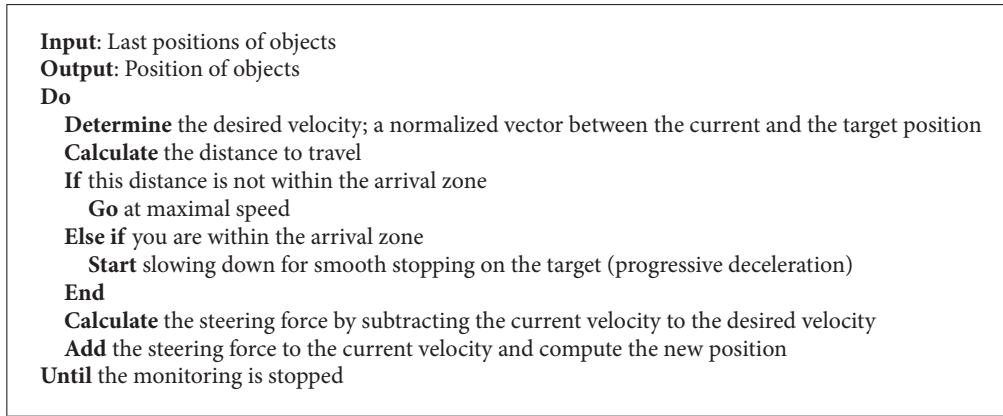 Input: Last positions of objects
Output: Position of objects
Do
Determine the desired velocity; a normalized vector between the current and the target position
Calculate the distance to travel
If this distance is not within the arrival zone
Go at maximal speed
Else if you are within the arrival zone
Start slowing down for smooth stopping on the target (progressive deceleration)
End
Calculate the steering force by subtracting the current velocity to the desired velocity
Add the steering force to the current velocity and compute the new position
Until the monitoring is stopped